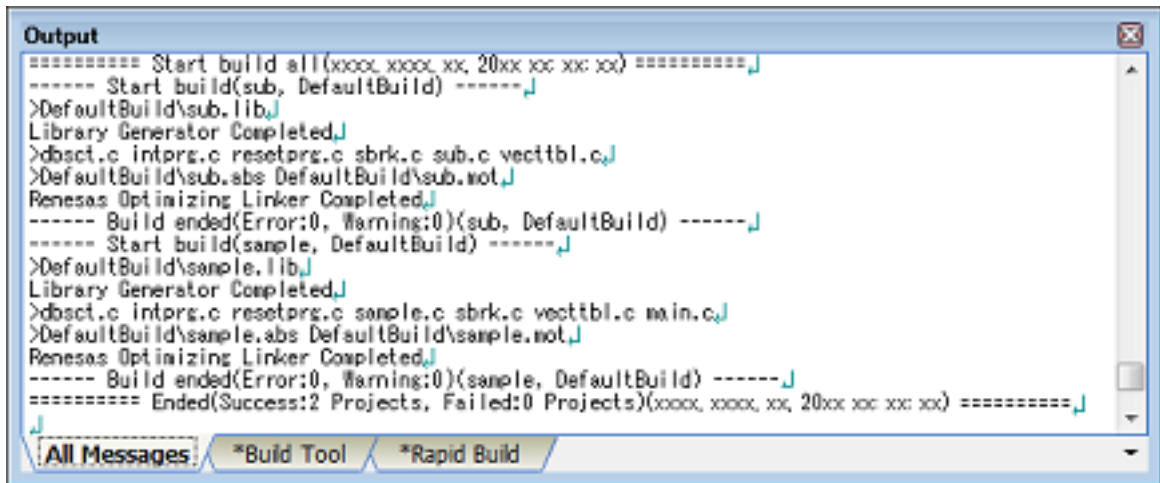 Output
========== Start build all(xxxx, xxxx, xx, 20xx xx: xx: xx) ==========
------ Start build(sub, DefaultBuild) ------
>DefaultBuild\sub.lib
Library Generator Completed
>dbsct.c intprg.c resetprg.c sbrk.c sub.c vecttbl.c
>DefaultBuild\sub.abs DefaultBuild\sub.mot
Renesas Optimizing Linker Completed
------ Build ended(Error:0, Warning:0)(sub, DefaultBuild) ------
------ Start build(sample, DefaultBuild) ------
>DefaultBuild\sample.lib
Library Generator Completed
>dbsct.c intprg.c resetprg.c sample.c sbrk.c vecttbl.c main.c
>DefaultBuild\sample.abs DefaultBuild\sample.mot
Renesas Optimizing Linker Completed
------ Build ended(Error:0, Warning:0)(sample, DefaultBuild) ------
========== Ended(Success:2 Projects, Failed:0 Projects)(xxxx, xxxx, xx, 20xx xx: xx: xx) ==========
All Messages *Build Tool *Rapid Build